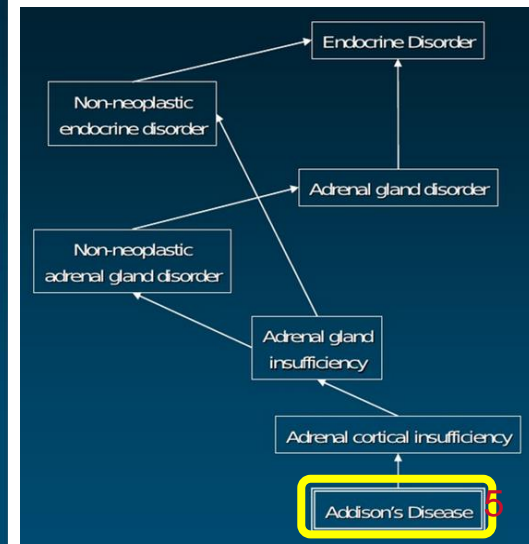 Endocrine Disorder
Non-neoplastic
endocrine disorder
Adrenal gland disorder
Non-neoplastic
adrenal gland disorder
Adrenal gland
insufficiency
Adrenal cortical insufficiency
Addison's Disease
5